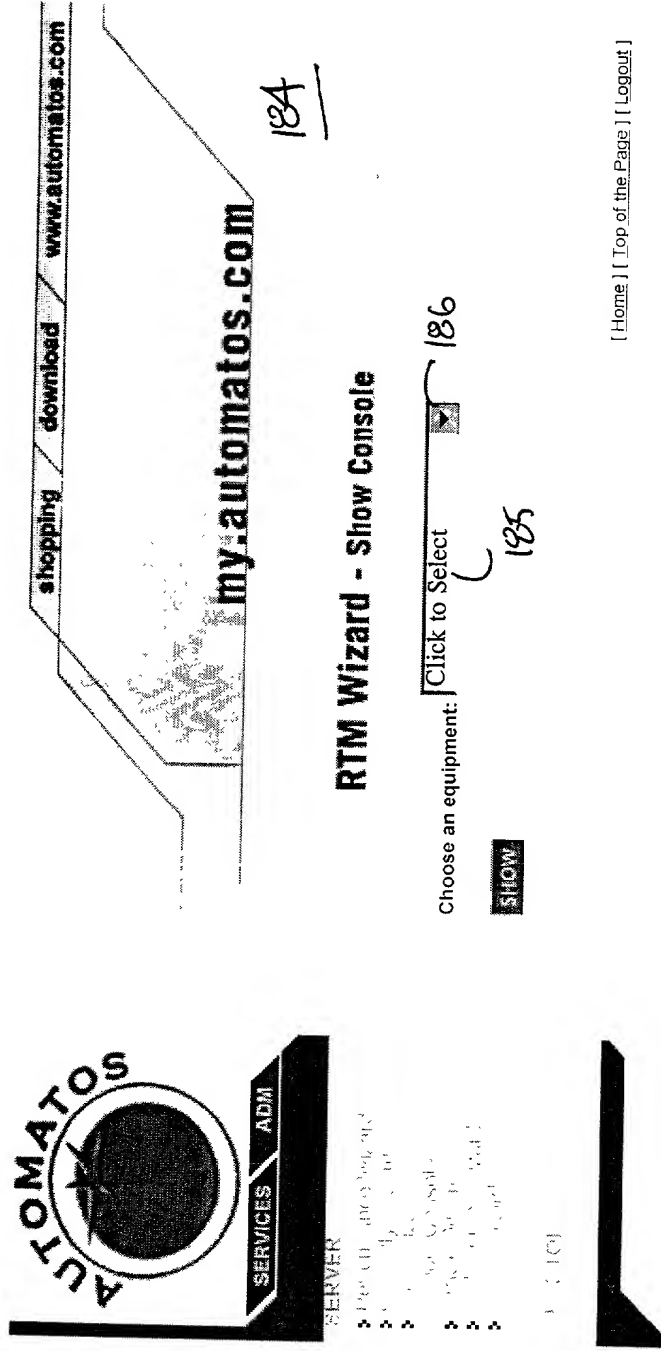 AUTOMATOS
SERVICES ADM
SERVER
shopping download www.automatos.com
my.automatos.com
184
RTM Wizard - Show Console
Choose an equipment: Click to Select
186
185
SHOW
[ Home ] [ Top of the Page ] [ Logout ]